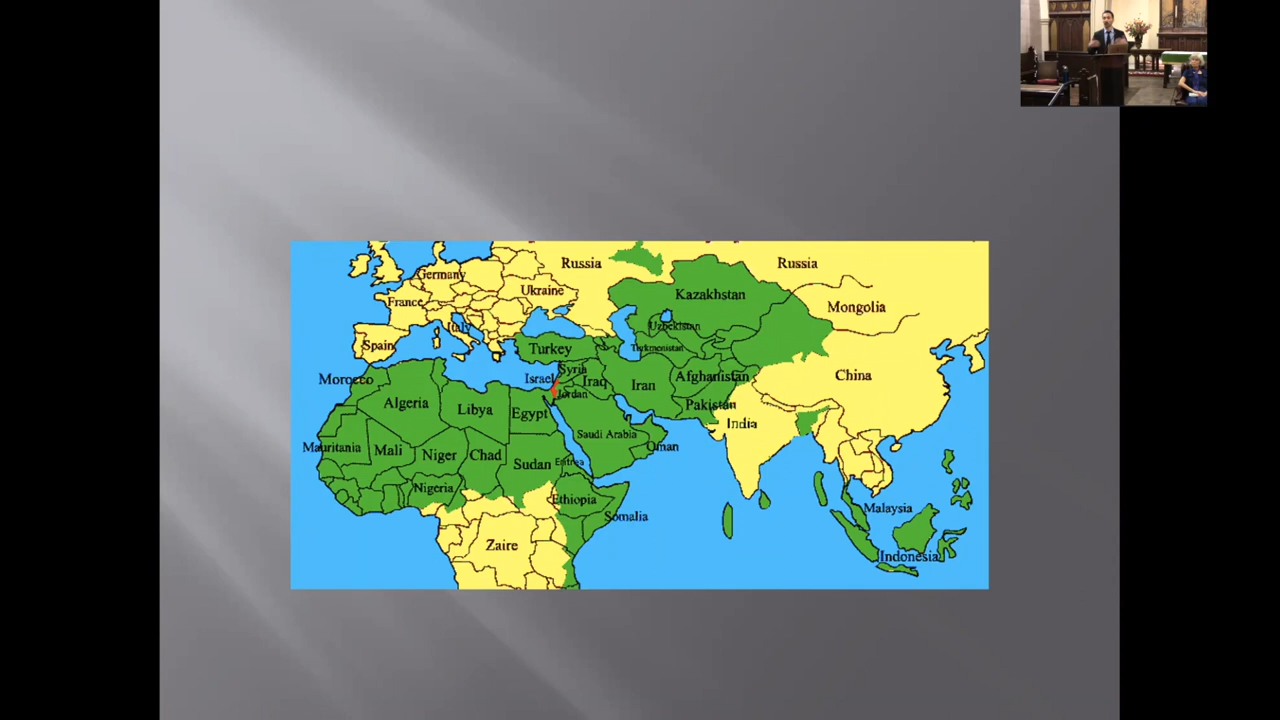 Russia
Russia
Germany
Ukraine
Kazakhstan
France
Mongolia
Italy
Uzbekistan
Spain
Turkey
Turkmenistan
Syria
Israel
Morocco
Iraq
Iran
Afghanistan
China
Jordan
Algeria
Libya
Egypt
Pakistan
India
Saudi Arabia
Mauritania
Mali
Niger
Chad
Oman
Sudan
Eritrea
Nigeria
Ethiopia
Malaysia
Somalia
Zaire
Indonesia